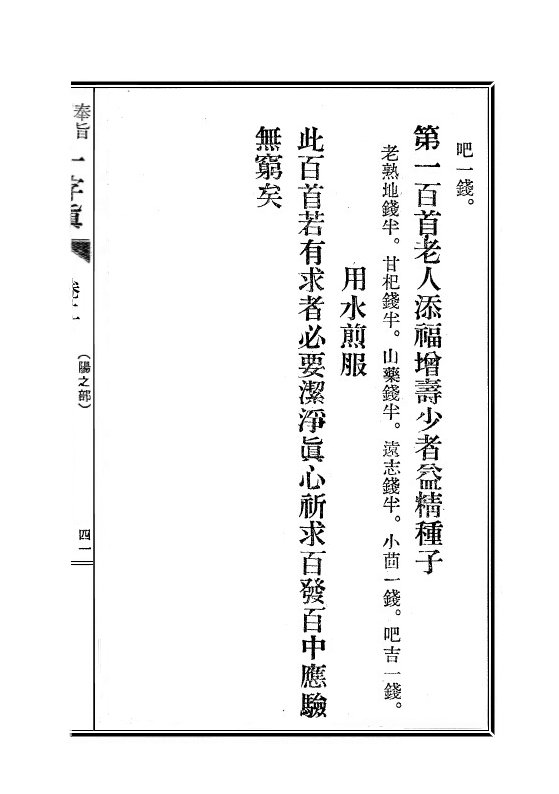 吧一錢。
第一百首老人添福增壽少者益精種子
老熟地錢半。甘杞錢半。山藥錢半。遠志錢半。小茴一錢。吧吉一錢。
用水煎服
此百首若有求者必要潔淨眞心祈求百發百中應驗
無窮矣
奉旨
(陽之部)
四一